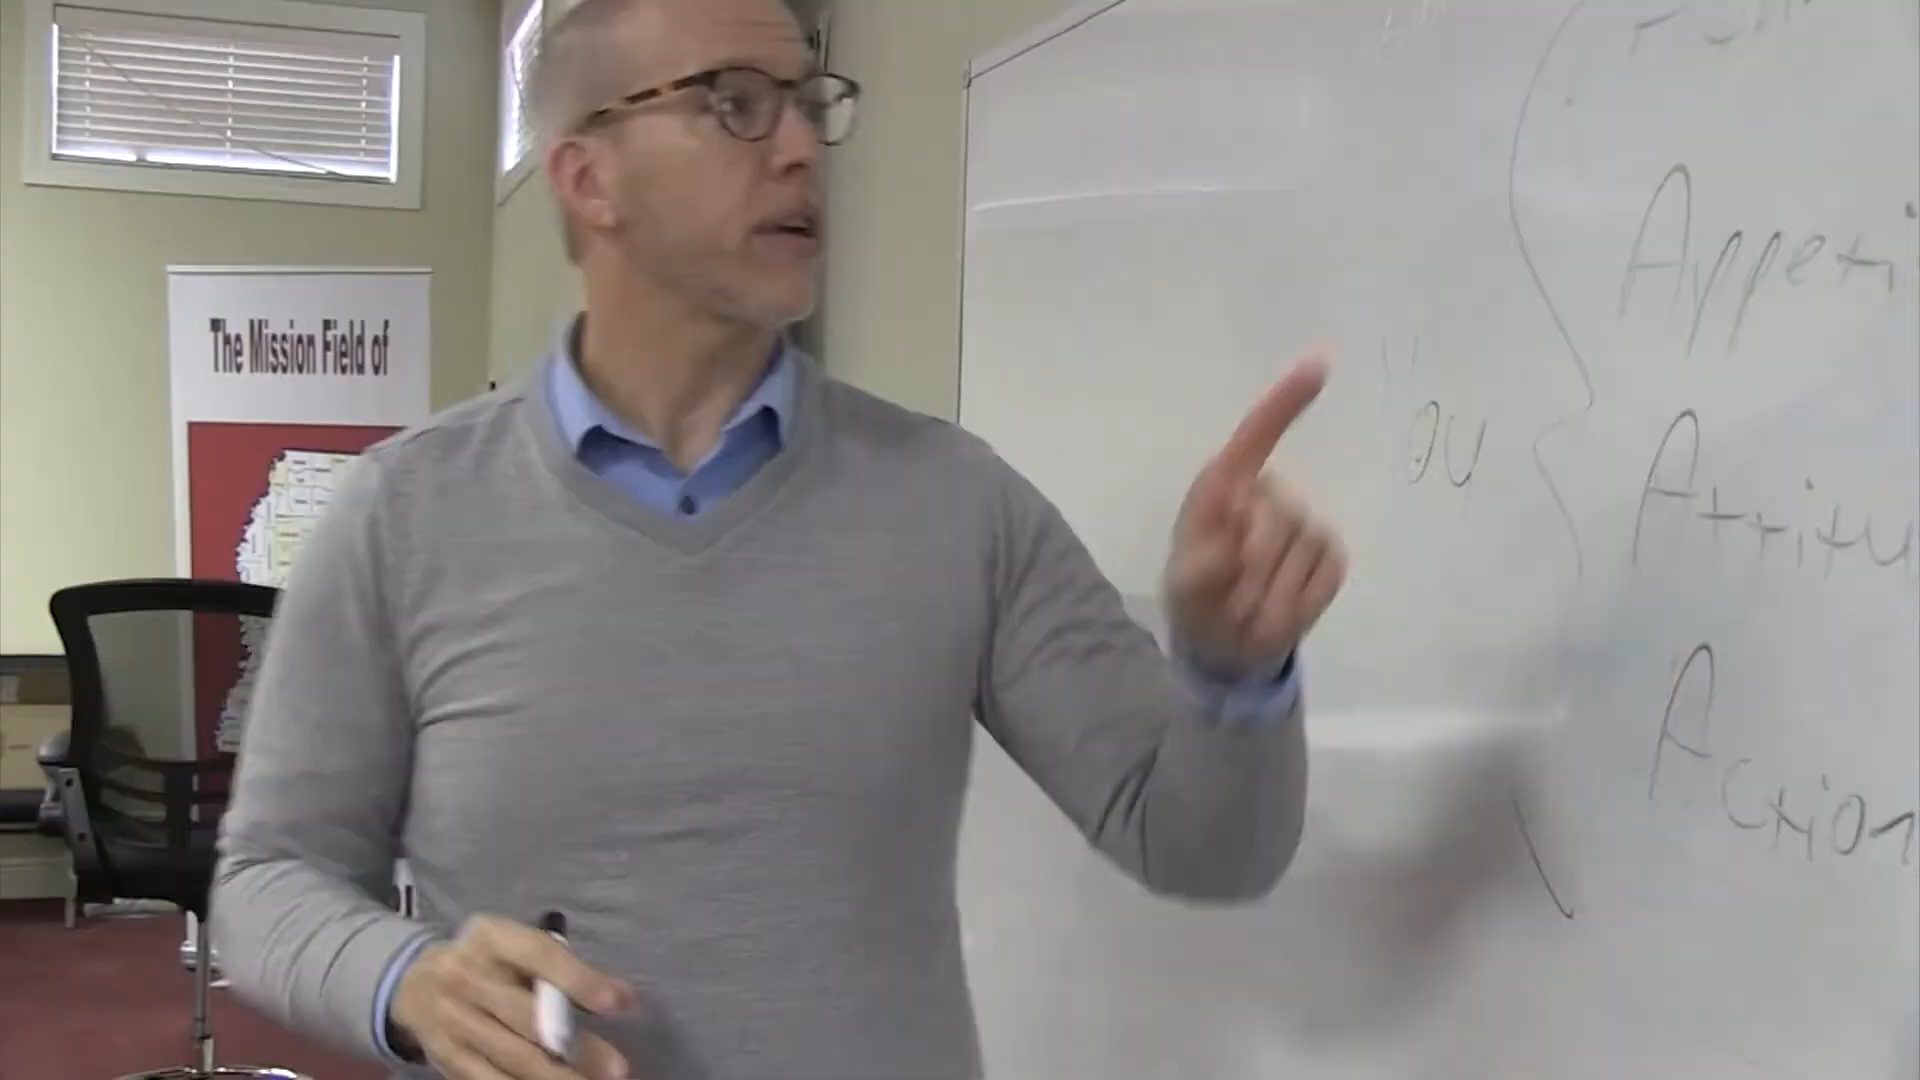 The Mission Field of
Appeti
You
Attitu
Action